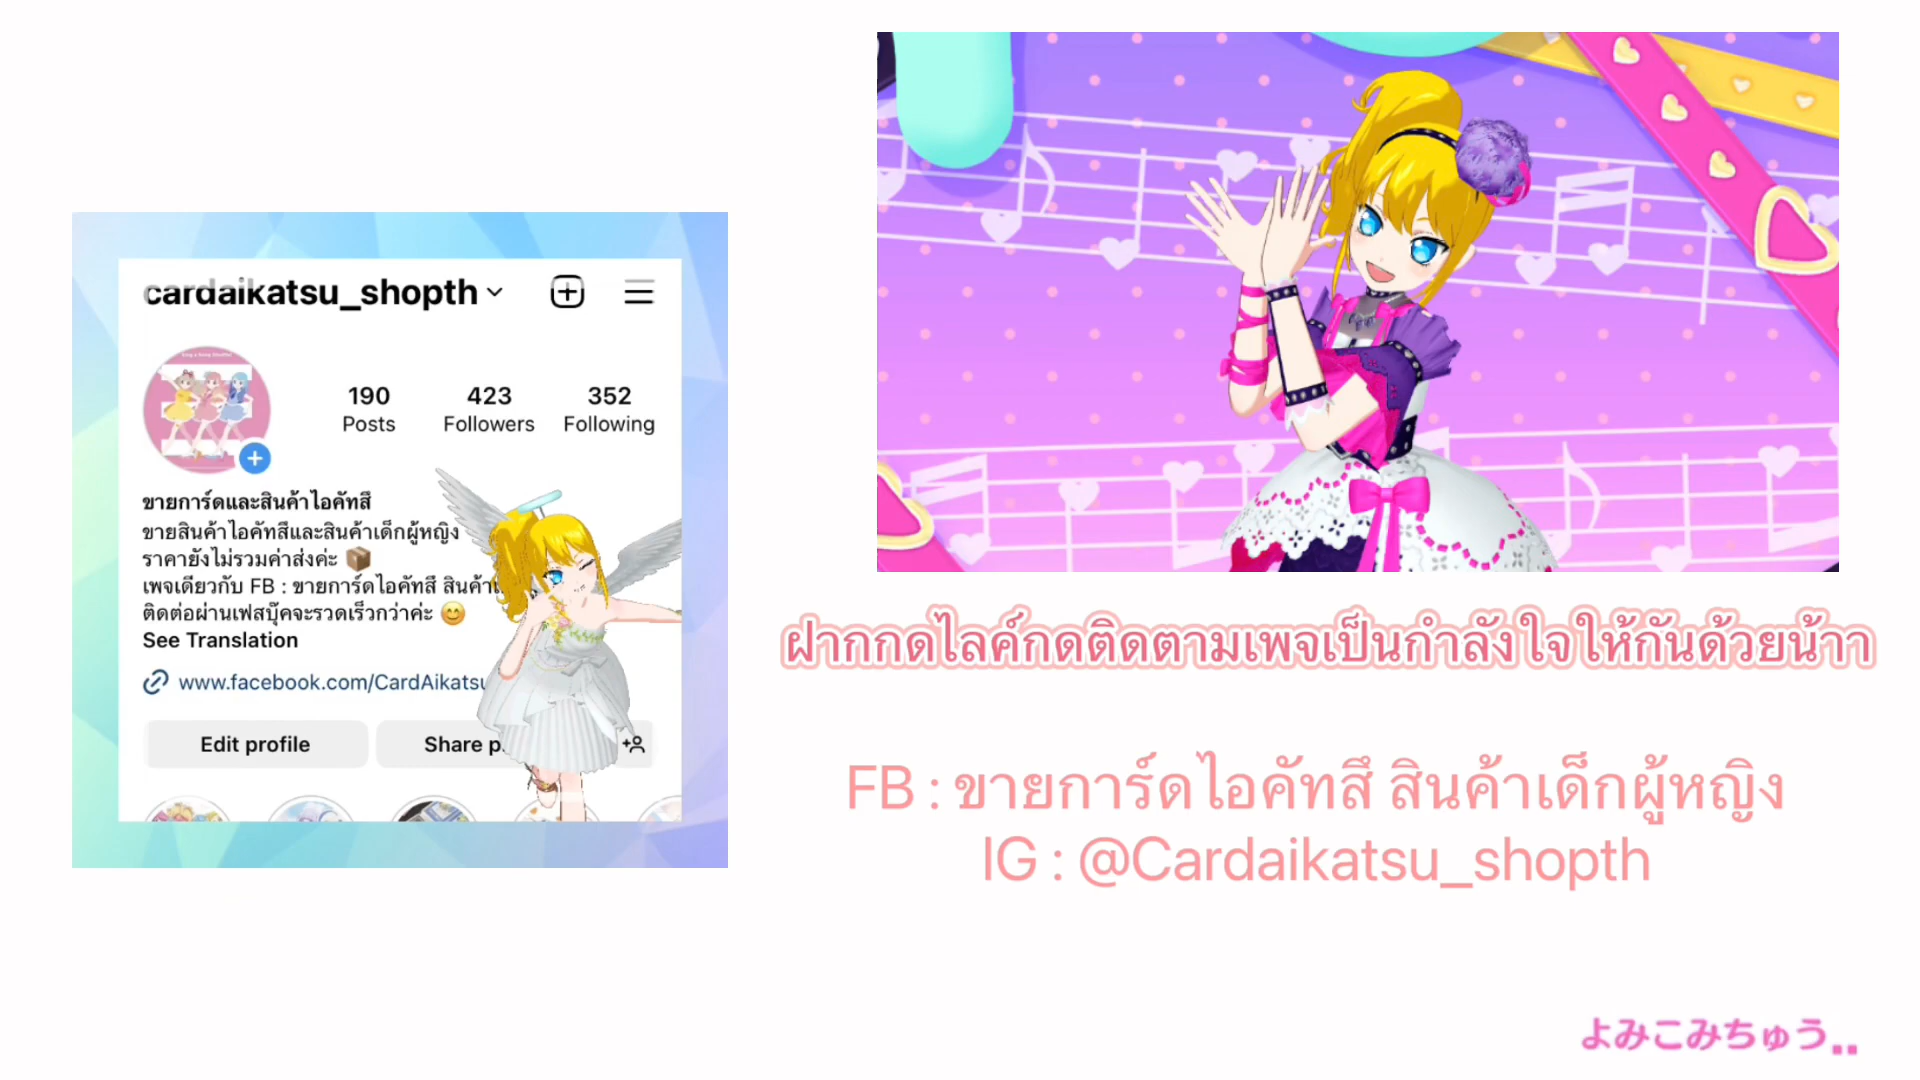 cardaikatsu_shopth
190
Posts
423
Followers
352
Following
ขายการ์ดและสินค้าไอคัทสึ
ขายสินค้าไอคัทสึและสินค้าเด็กผู้หญิง
ราคายังไม่รวมค่าส่งค่ะ 📦
เพจเดียวกับ FB : ขายการ์ดไอคัทสึ สินค้า
ติดต่อผ่านเฟสบุ๊คจะรวดเร็วกว่าค่ะ 😊
See Translation
www.facebook.com/CardAikatsu
Edit profile
Share p
ฝากกดไลค์กดติดตามเพจเป็นกำลังใจให้กันด้วยน้าา
FB : ขายการ์ดไอคัทสึ สินค้าเด็กผู้หญิง
IG : @Cardaikatsu_shopth
よみこみちゅう..